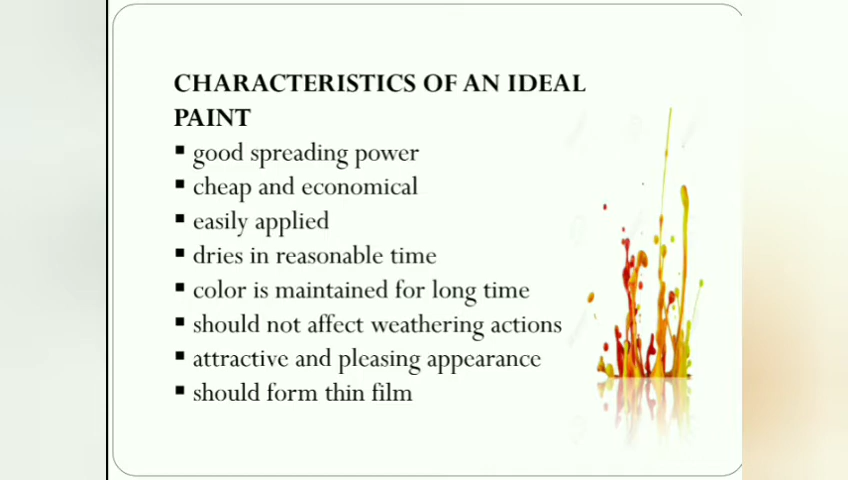 CHARACTERISTICS OF AN IDEAL
PAINT
▪ good spreading power
▪ cheap and economical
▪ easily applied
▪ dries in reasonable time
▪ color is maintained for long time
▪ should not affect weathering actions
▪ attractive and pleasing appearance
▪ should form thin film